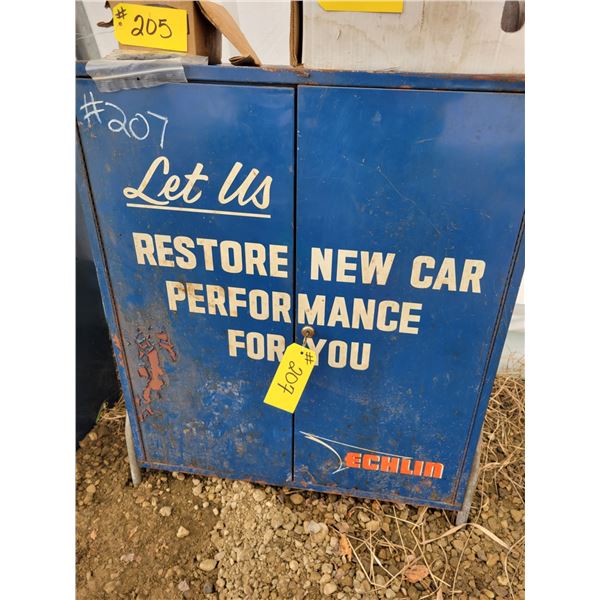 #205
#207
Let Us
RESTORE NEW CAR
PERFORMANCE
FOR YOU
#207
ECHLIN